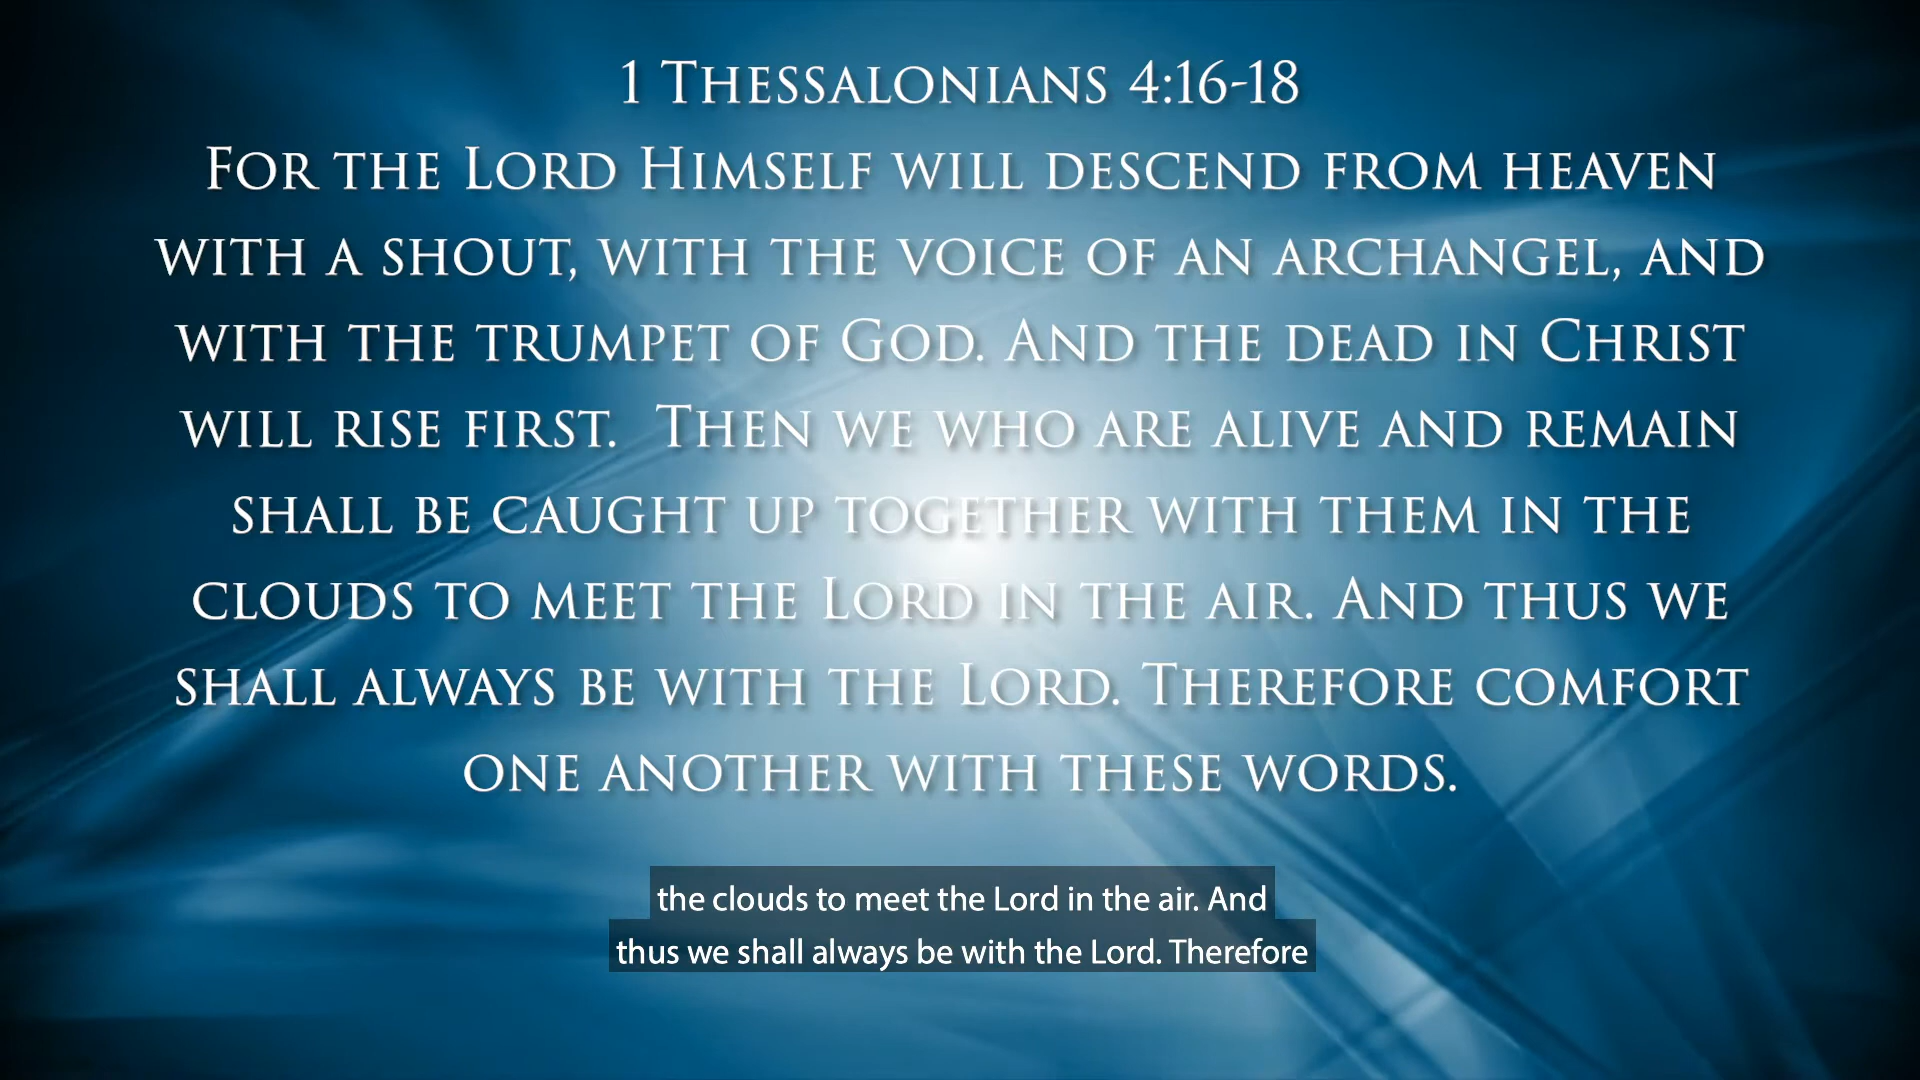 1 Thessalonians 4:16-18
For the Lord Himself will descend from heaven
with a shout, with the voice of an archangel, and
with the trumpet of God. And the dead in Christ
will rise first. Then we who are alive and remain
shall be caught up together with them in the
clouds to meet the Lord in the air. And thus we
shall always be with the Lord. Therefore comfort
one another with these words.
the clouds to meet the Lord in the air. And
thus we shall always be with the Lord. Therefore